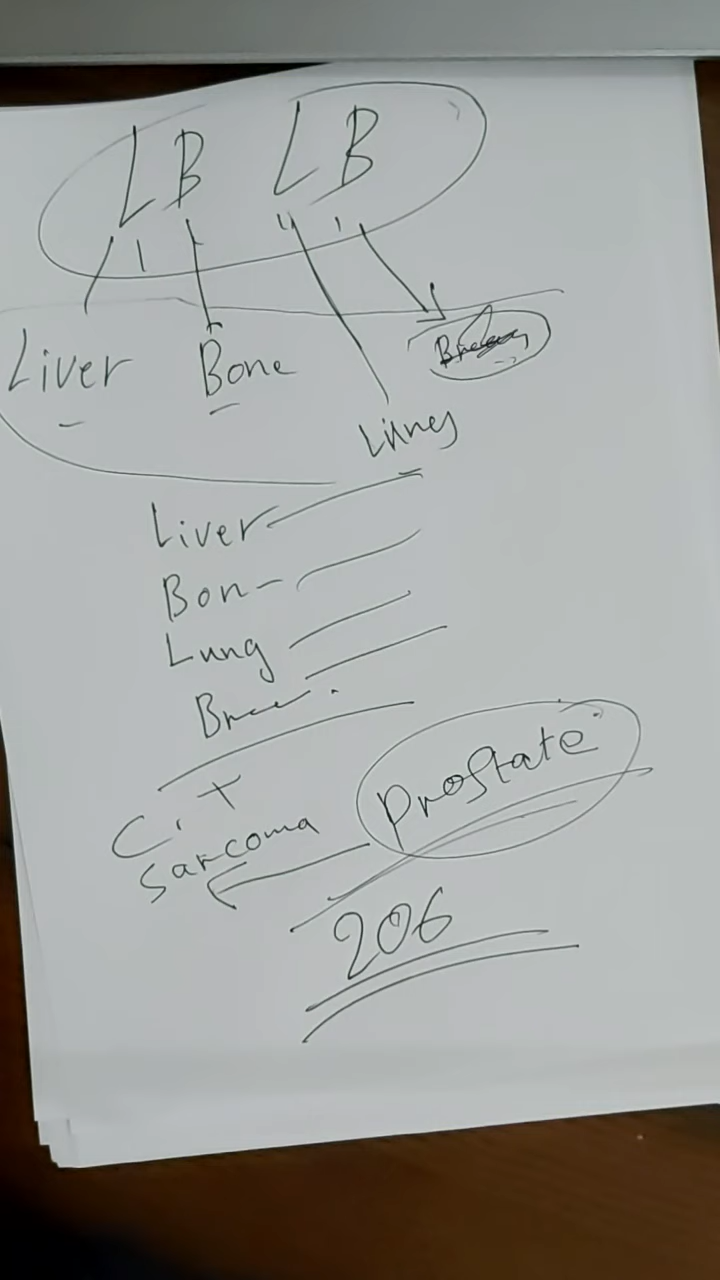 LB LB
Liver Bone
Lung
Liver
Bon
Lung
C.T
Prostate
Sarcoma
206